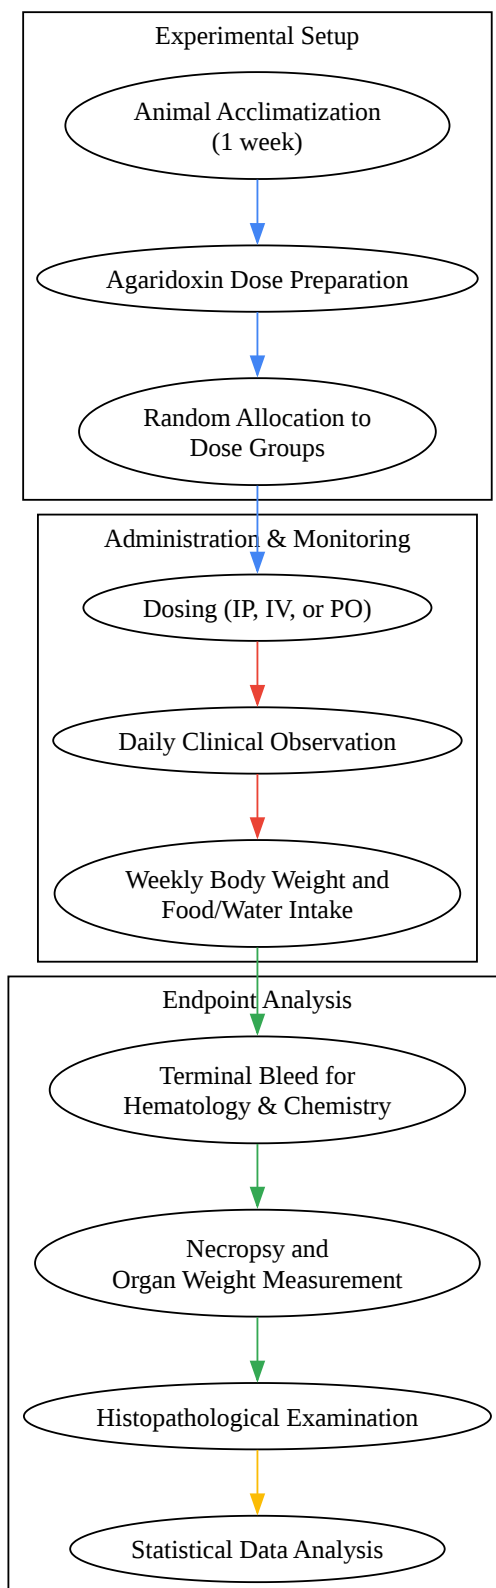 Experimental Setup
Animal Acclimatization
(1 week)
Agaridoxin Dose Preparation
Random Allocation to
Dose Groups
Administration & Monitoring
Dosing (IP, IV, or PO)
Daily Clinical Observation
Weekly Body Weight and
Food/Water Intake
Endpoint Analysis
Terminal Bleed for
Hematology & Chemistry
Necropsy and
Organ Weight Measurement
Histopathological Examination
Statistical Data Analysis